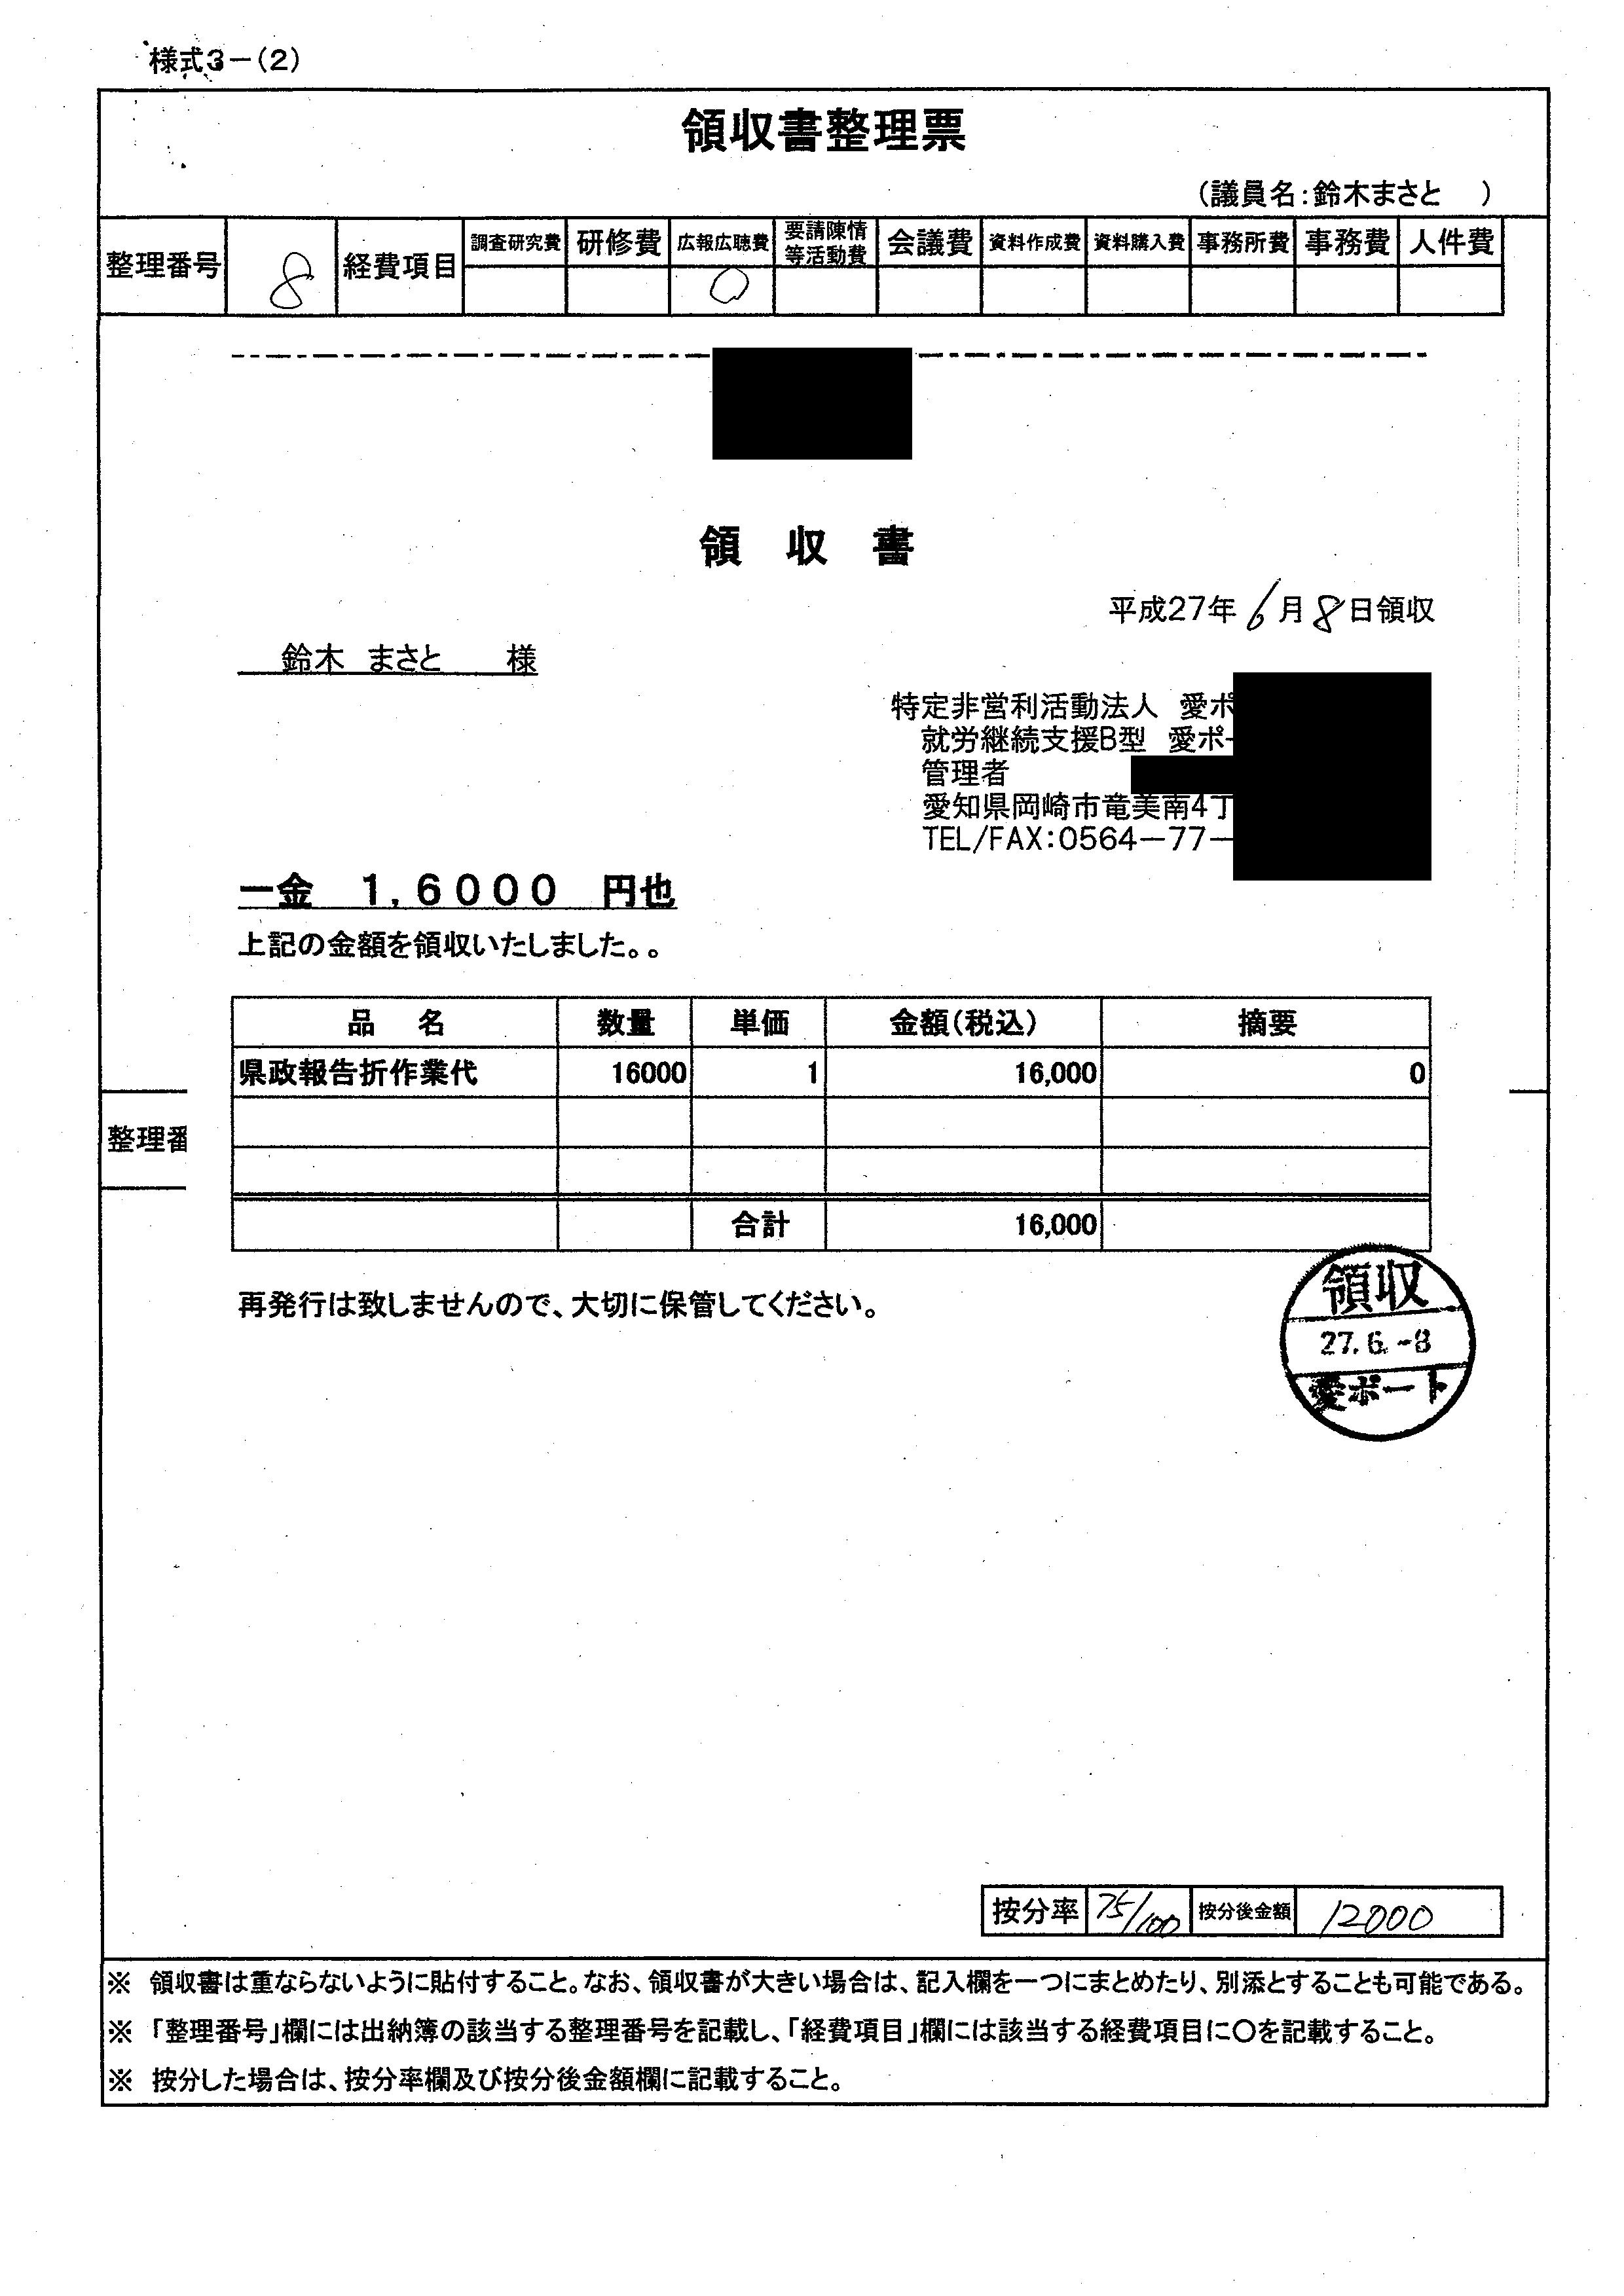 様式3－(2)
領収書整理票
(議員名:鈴木まさと　)
整理番号 8 経費項目 調査研究費 研修費 広報広聴費 要請陳情等活動費 会議費 資料作成費 資料購入費 事務所費 事務費 人件費
○
領　収　書
平成27年6月8日領収
鈴木　まさと　様
特定非営利活動法人　愛ポ
就労継続支援B型　愛ポー
管理者
愛知県岡崎市竜美南4丁
TEL/FAX:0564－77－
一金　1,6000　円也
上記の金額を領収いたしました。。
品　名 数量 単価 金額(税込) 摘要
県政報告折作業代 16000 1 16,000 0
整理番
合計 16,000
再発行は致しませんので、大切に保管してください。
領収
27.6.-8
愛ポート
按分率 75/100 按分後金額 12000
※ 領収書は重ならないように貼付すること。なお、領収書が大きい場合は、記入欄を一つにまとめたり、別添とすることも可能である。
※ 「整理番号」欄には出納簿の該当する整理番号を記載し、「経費項目」欄には該当する経費項目に○を記載すること。
※ 按分した場合は、按分率欄及び按分後金額欄に記載すること。